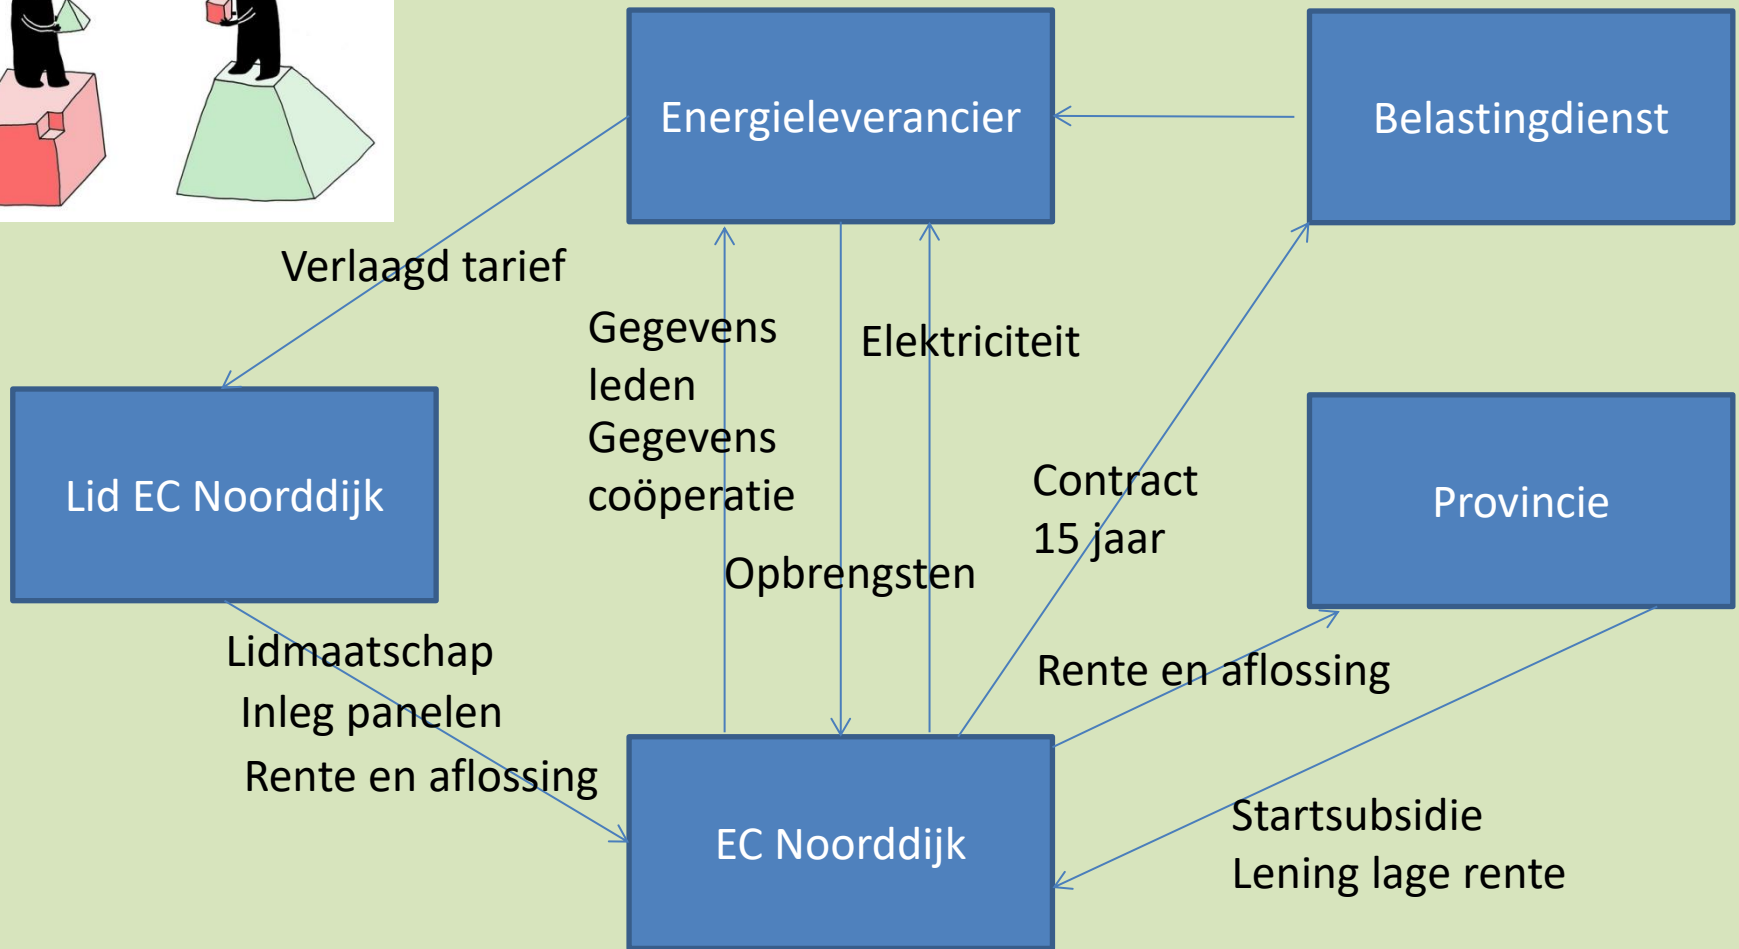 Energieleverancier
Belastingdienst
Verlaagd tarief
Gegevens
leden
Gegevens
coöperatie
Elektriciteit
Lid EC Noorddijk
Contract
15 jaar
Provincie
Opbrengsten
Lidmaatschap
Inleg panelen
Rente en aflossing
Rente en aflossing
EC Noorddijk
Startsubsidie
Lening lage rente